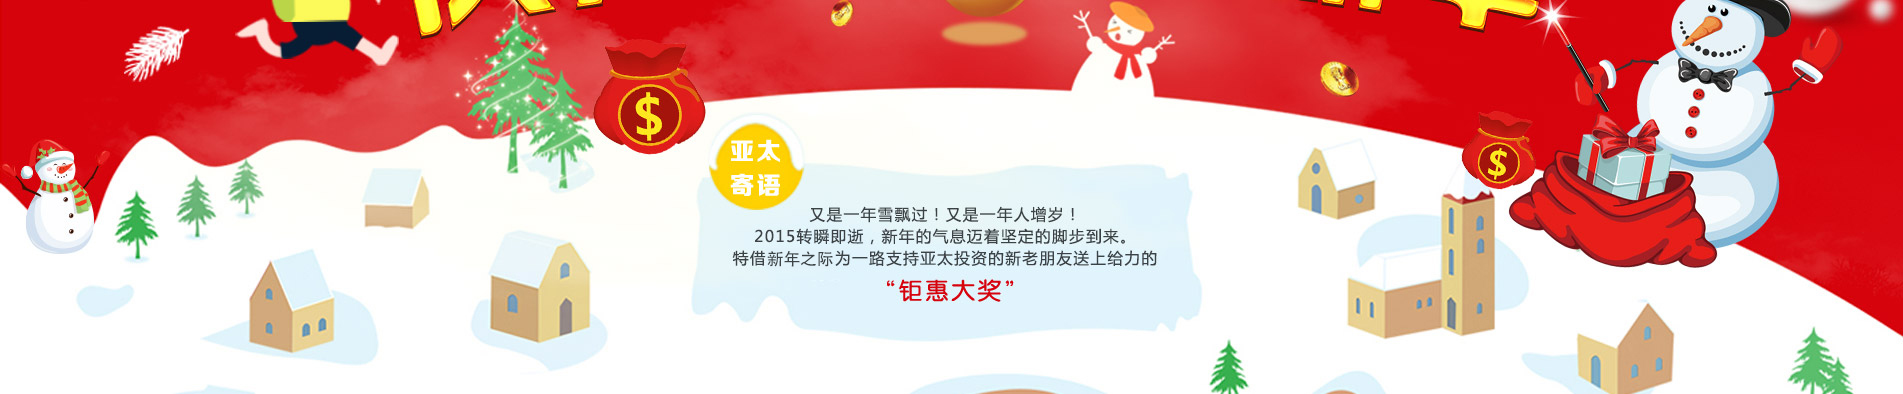 亚太
寄语
又是一年雪飘过！又是一年人增岁！
2015转瞬即逝，新年的气息迈着坚定的脚步到来。
特借新年之际为一路支持亚太投资的新老朋友送上给力的
“钜惠大奖”
$
$